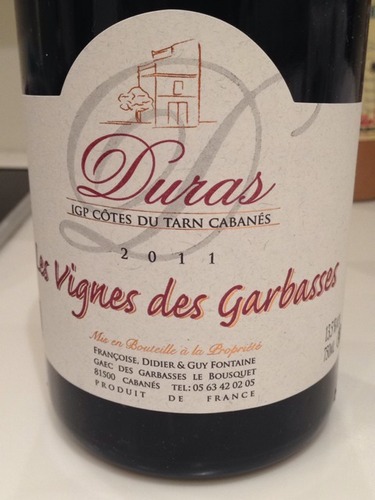 Duras
IGP CÔTES DU TARN CABANÉS
2011
Les Vignes des Garbasses
Mis en Bouteille à la Propriété
FRANÇOISE, DIDIER & GUY FONTAINE
GAEC DES GARBASSES LE BOUSQUET
81500 CABANÉS TEL: 05 63 42 02 05
PRODUIT DE FRANCE